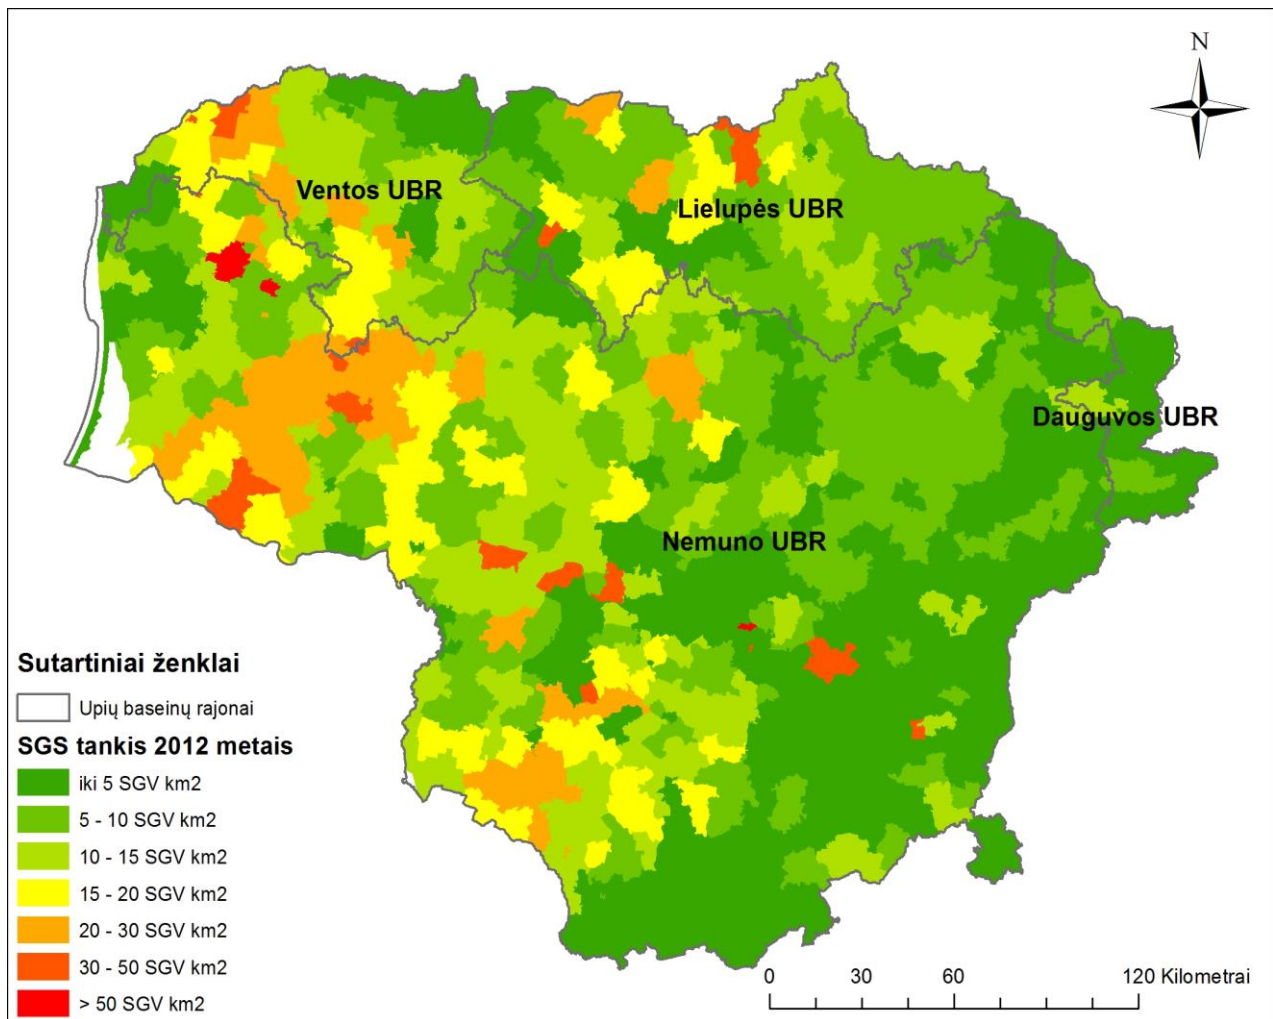 N
Ventos UBR
Lielupės UBR
Dauguvos UBR
Nemuno UBR
Sutartiniai ženklai
Upių baseinų rajonai
SGS tankis 2012 metais
iki 5 SGV km2
5 - 10 SGV km2
10 - 15 SGV km2
15 - 20 SGV km2
20 - 30 SGV km2
30 - 50 SGV km2
> 50 SGV km2
0 30 60 120 Kilometrai